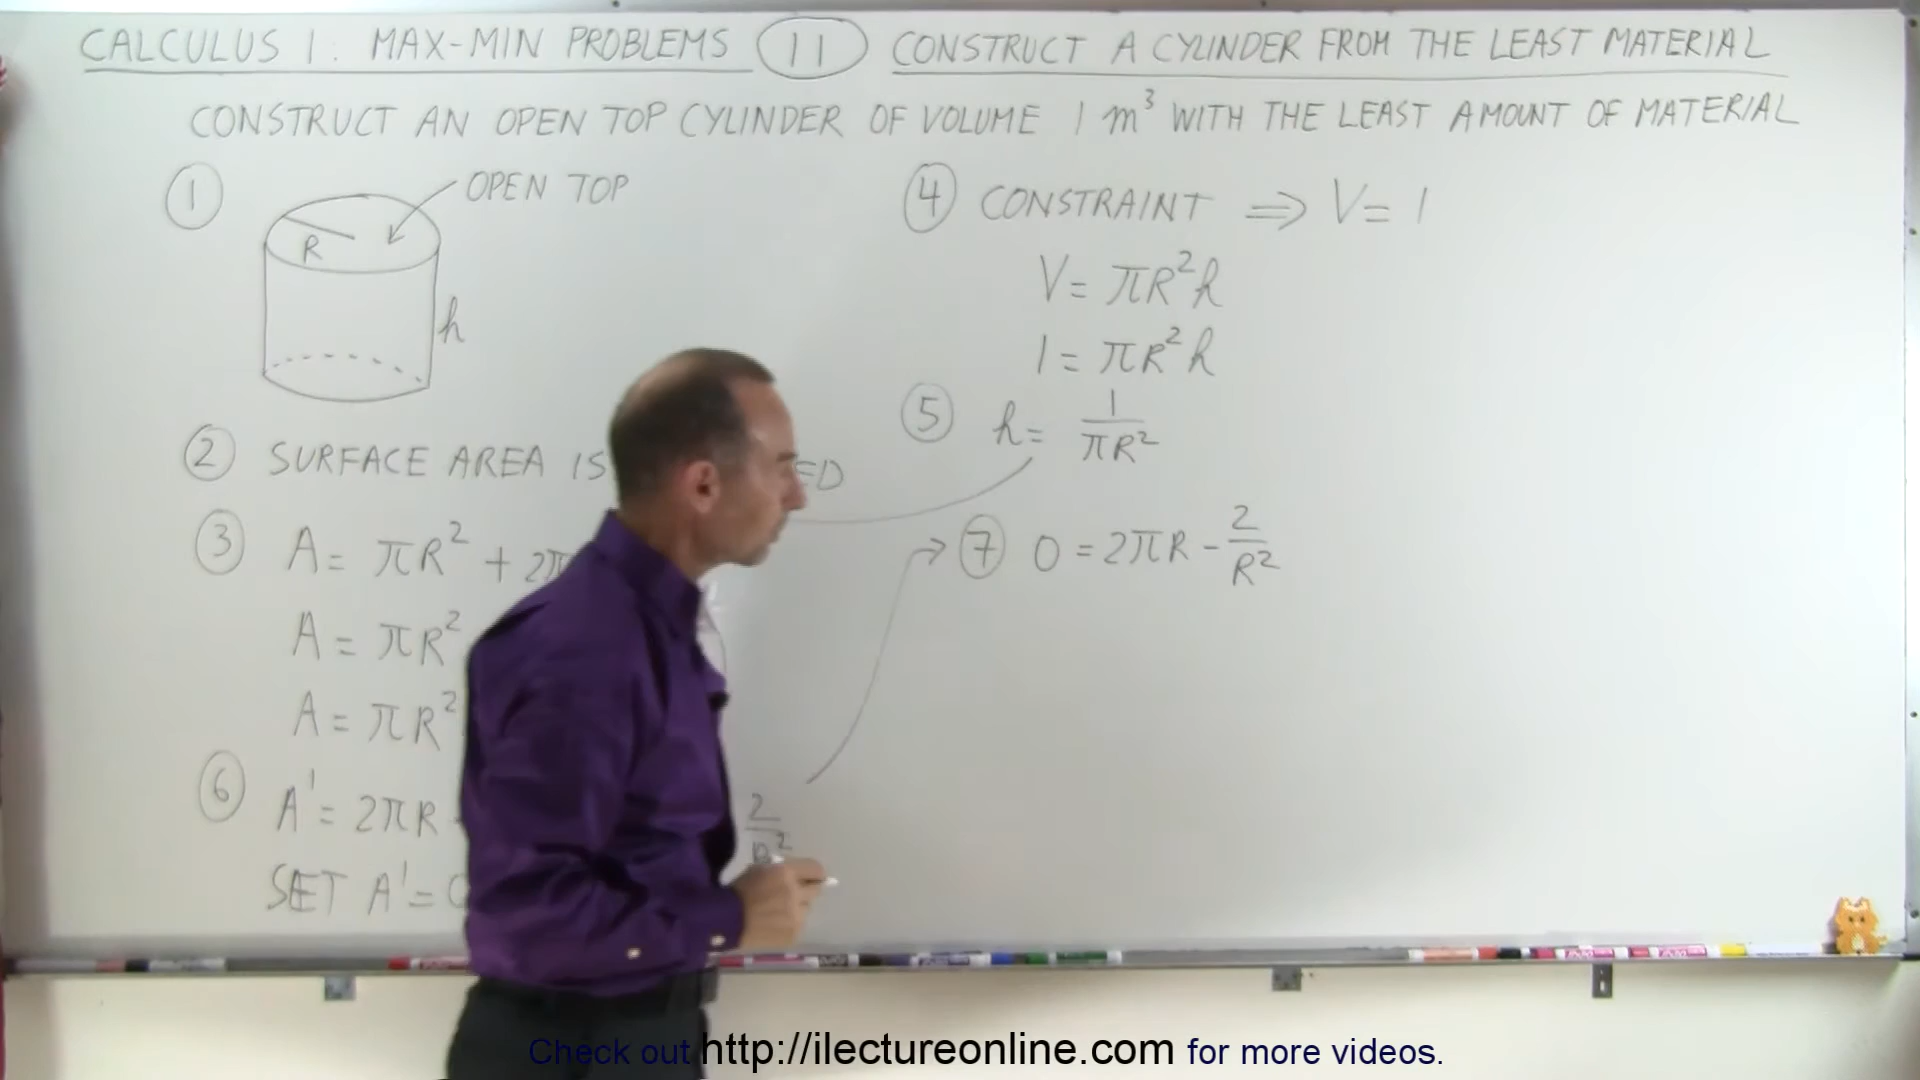 CALCULUS 1. MAX-MIN PROBLEMS 11 CONSTRUCT A CYLINDER FROM THE LEAST MATERIAL
CONSTRUCT AN OPEN TOP CYLINDER OF VOLUME 1 m³ WITH THE LEAST AMOUNT OF MATERIAL
1
OPEN TOP
R
h
2 SURFACE AREA IS ED
3 A = πR² + 2π
A = πR²
A = πR²
6 A' = 2πR 2/R²
SET A' = 0
4 CONSTRAINT ⇒ V = 1
V = πR²h
1 = πR²h
5 h = 1/πR²
7 0 = 2πR - 2/R²
Check out http://ilectureonline.com for more videos.